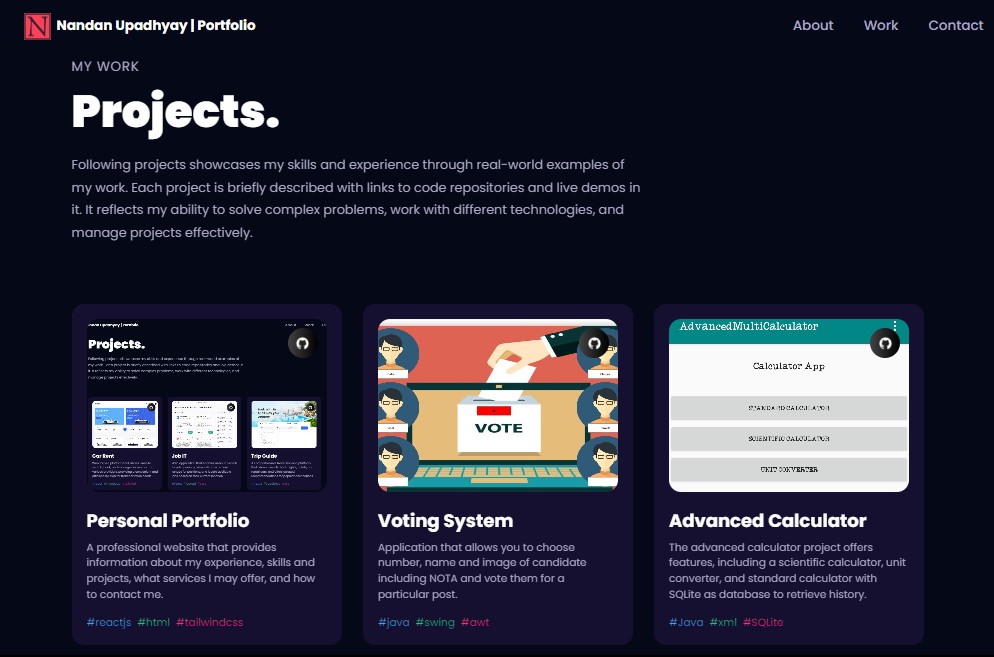 N Nandan Upadhyay | Portfolio
About Work Contact
MY WORK
Projects.
Following projects showcases my skills and experience through real-world examples of
my work. Each project is briefly described with links to code repositories and live demos in
it. It reflects my ability to solve complex problems, work with different technologies, and
manage projects effectively.
Projects.
Car Rent
Job IT
Trip Guide
Personal Portfolio
A professional website that provides
information about my experience, skills and
projects, what services I may offer, and how
to contact me.
#reactjs #html #tailwindcss
VOTE
Voting System
Application that allows you to choose
number, name and image of candidate
including NOTA and vote them for a
particular post.
#java #swing #awt
AdvancedMultiCalculator
Calculator App
STANDARD CALCULATOR
SCIENTIFIC CALCULATOR
UNIT CONVERTER
Advanced Calculator
The advanced calculator project offers
features, including a scientific calculator, unit
converter, and standard calculator with
SQLite as database to retrieve history.
#Java #xml #SQLite